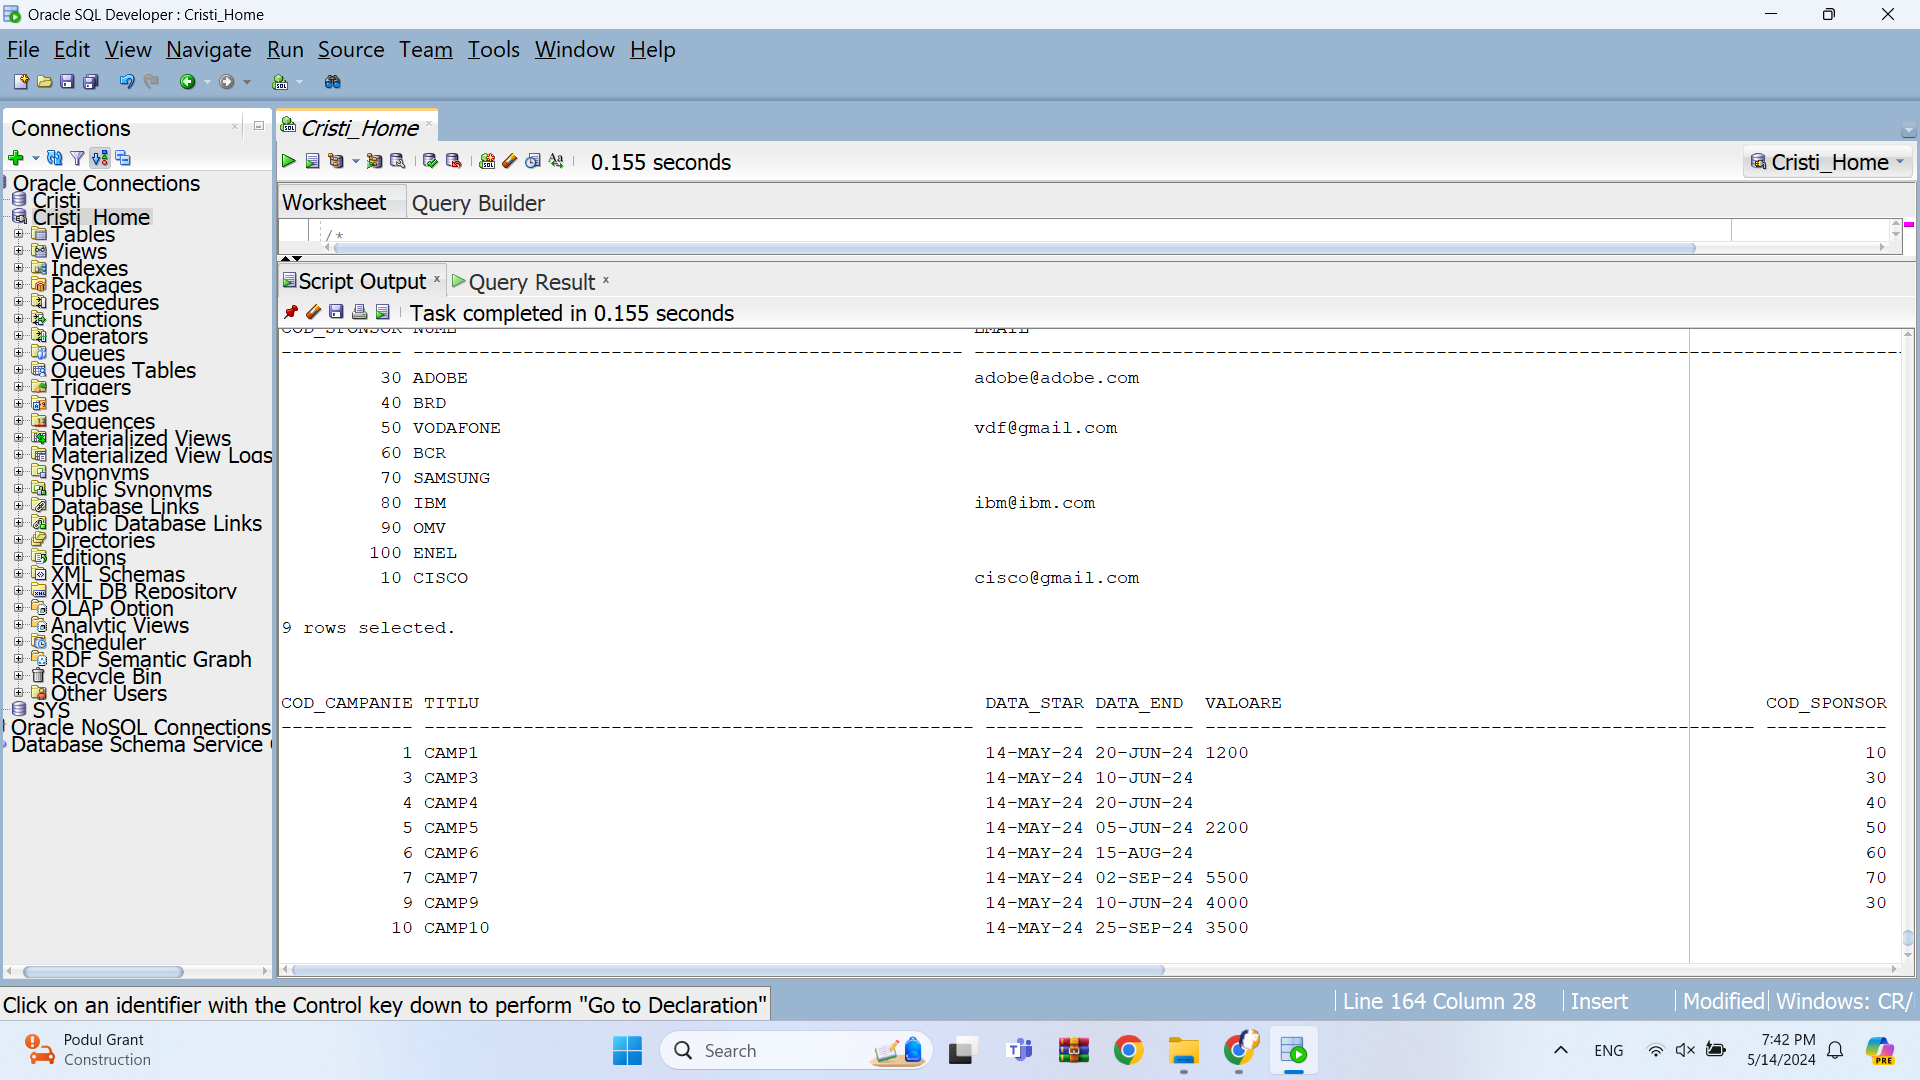 Oracle SQL Developer : Cristi_Home
File Edit View Navigate Run Source Team Tools Window Help
Connections
Oracle Connections
Cristi
Cristi_Home
Tables
Views
Indexes
Packages
Procedures
Functions
Operators
Queues
Queues Tables
Triggers
Types
Sequences
Materialized Views
Materialized View Logs
Synonyms
Public Synonyms
Database Links
Public Database Links
Directories
Editions
XML Schemas
XML DB Repository
OLAP Option
Analytic Views
Scheduler
RDF Semantic Graph
Recycle Bin
Other Users
SYS
Oracle NoSQL Connections
Database Schema Service
Cristi_Home
0.155 seconds
Cristi_Home
Worksheet Query Builder
/*
Script Output Query Result
Task completed in 0.155 seconds
COD_SPONSOR NUME EMAIL
----------- -------------------------------------------------- ------------------------------------------------------------------------------------
30 ADOBE adobe@adobe.com
40 BRD
50 VODAFONE vdf@gmail.com
60 BCR
70 SAMSUNG
80 IBM ibm@ibm.com
90 OMV
100 ENEL
10 CISCO cisco@gmail.com
9 rows selected.
COD_CAMPANIE TITLU DATA_STAR DATA_END VALOARE COD_SPONSOR
------------ -------------------------------------------------- --------- --------- -------------------------------------------------- -----------
1 CAMP1 14-MAY-24 20-JUN-24 1200 10
3 CAMP3 14-MAY-24 10-JUN-24 30
4 CAMP4 14-MAY-24 20-JUN-24 40
5 CAMP5 14-MAY-24 05-JUN-24 2200 50
6 CAMP6 14-MAY-24 15-AUG-24 60
7 CAMP7 14-MAY-24 02-SEP-24 5500 70
9 CAMP9 14-MAY-24 10-JUN-24 4000 30
10 CAMP10 14-MAY-24 25-SEP-24 3500
Click on an identifier with the Control key down to perform "Go to Declaration"
Line 164 Column 28 Insert Modified Windows: CR/
Podul Grant
Construction
Search
ENG
7:42 PM
5/14/2024
PRE